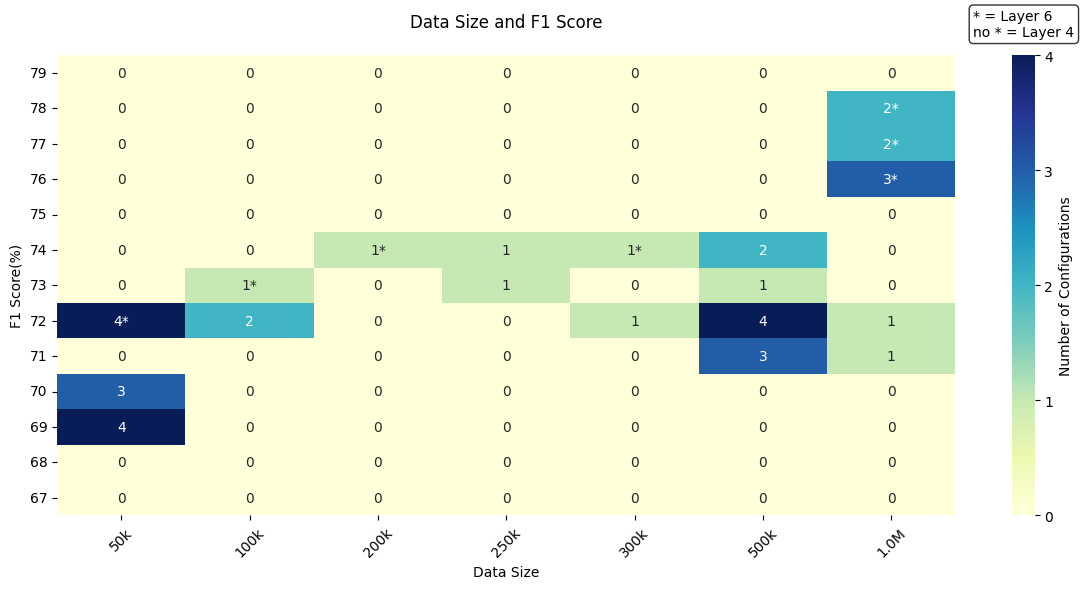 Data Size and F1 Score
* = Layer 6
no * = Layer 4
79 0 0 0 0 0 0 0
78 0 0 0 0 0 0 2*
77 0 0 0 0 0 0 2*
76 0 0 0 0 0 0 3*
75 0 0 0 0 0 0 0
74 0 0 1* 1 1* 2 0
73 0 1* 0 1 0 1 0
72 4* 2 0 0 1 4 1
71 0 0 0 0 0 3 1
70 3 0 0 0 0 0 0
69 4 0 0 0 0 0 0
68 0 0 0 0 0 0 0
67 0 0 0 0 0 0 0
F1 Score(%)
50k 100k 200k 250k 300k 500k 1.0M
Data Size
4
3
2
1
0
Number of Configurations